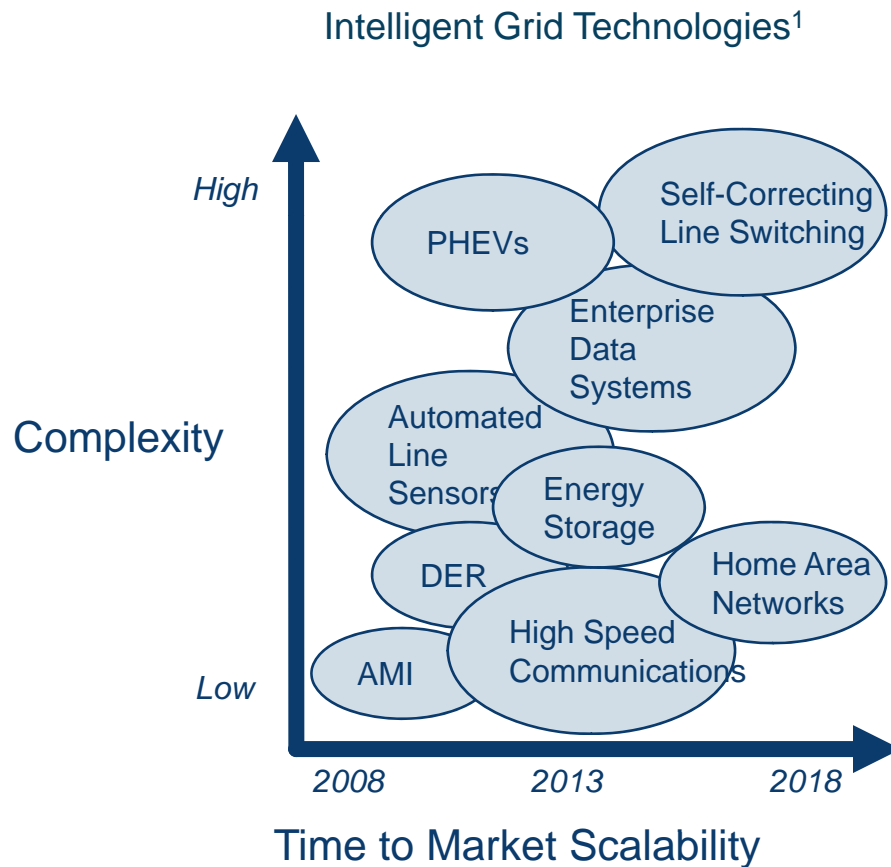 Intelligent Grid Technologies¹
High
Self-Correcting
Line Switching
PHEVs
Enterprise
Data
Systems
Complexity
Automated
Line
Sensors
Energy
Storage
DER
Home Area
Networks
High Speed
Communications
AMI
Low
2008
2013
2018
Time to Market Scalability